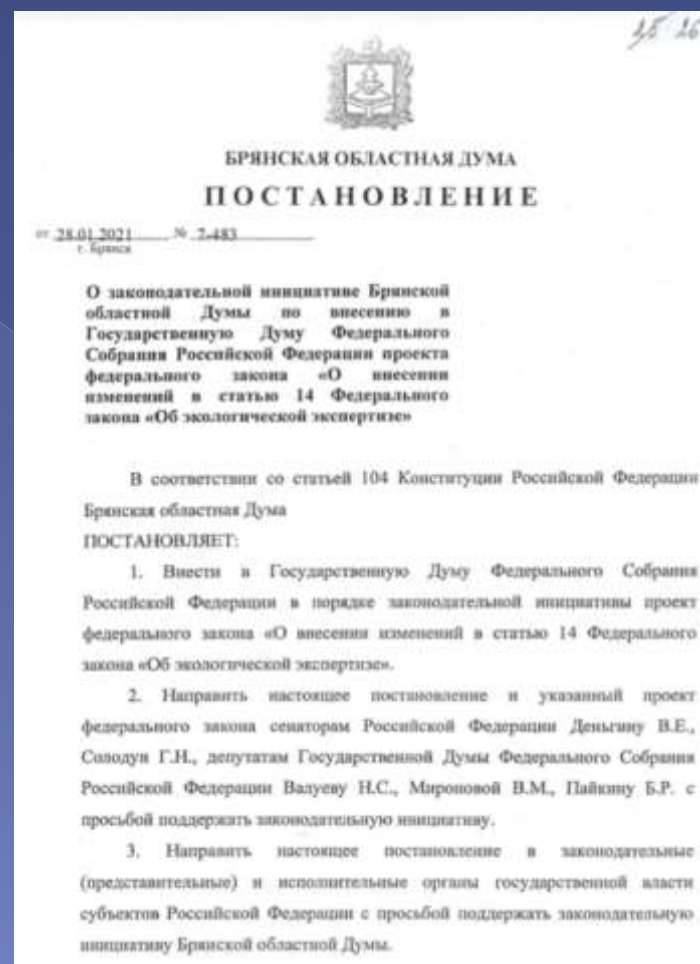 25 26
БРЯНСКАЯ ОБЛАСТНАЯ ДУМА
ПОСТАНОВЛЕНИЕ
от 28.01.2021 № 7-483
г. Брянск
О законодательной инициативе Брянской
областной Думы по внесению в
Государственную Думу Федерального
Собрания Российской Федерации проекта
федерального закона «О внесении
изменений в статью 14 Федерального
закона «Об экологической экспертизе»
В соответствии со статьей 104 Конституции Российской Федерации
Брянская областная Дума
ПОСТАНОВЛЯЕТ:
1. Внести в Государственную Думу Федерального Собрания
Российской Федерации в порядке законодательной инициативы проект
федерального закона «О внесении изменений в статью 14 Федерального
закона «Об экологической экспертизе».
2. Направить настоящее постановление и указанный проект
федерального закона сенаторам Российской Федерации Деньгину В.Е.,
Солодун Г.Н., депутатам Государственной Думы Федерального Собрания
Российской Федерации Валуеву Н.С., Мироновой В.М., Пайкину Б.Р. с
просьбой поддержать законодательную инициативу.
3. Направить настоящее постановление в законодательные
(представительные) и исполнительные органы государственной власти
субъектов Российской Федерации с просьбой поддержать законодательную
инициативу Брянской областной Думы.